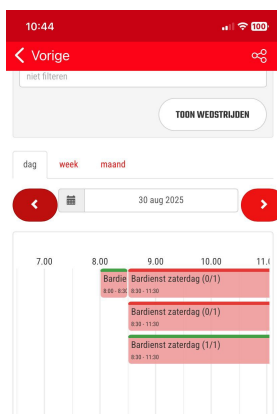 10:44
100
Vorige
niet filteren
TOON WEDSTRIJDEN
dag week maand
30 aug 2025
7.00 8.00 9.00 10.00 11.0
Bardie Bardienst zaterdag (0/1)
8:00 - 8:30 8:30 - 11:30
Bardienst zaterdag (0/1)
8:30 - 11:30
Bardienst zaterdag (1/1)
8:30 - 11:30